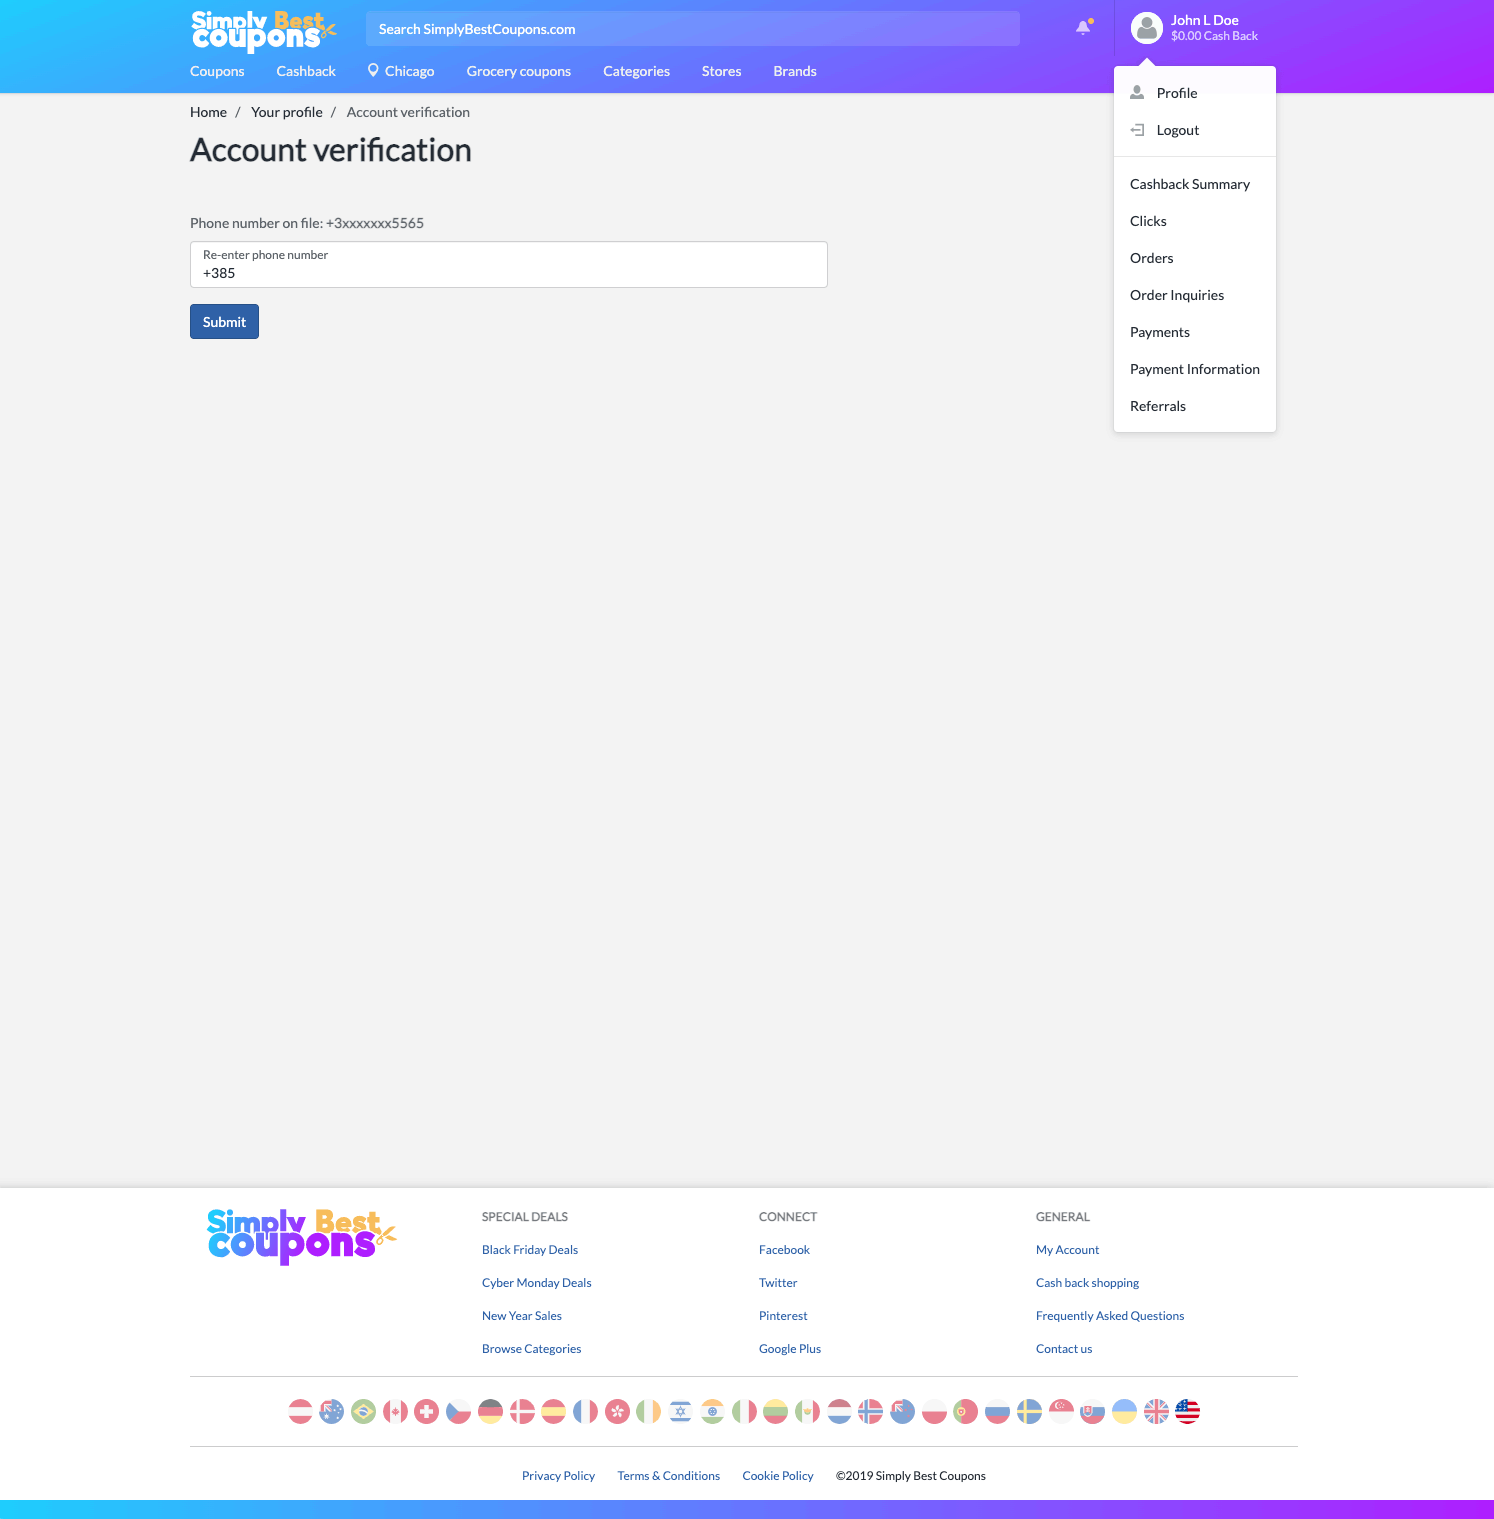 Simply Best coupons
Search SimplyBestCoupons.com
John L Doe
$0.00 Cash Back
Coupons
Cashback
Chicago
Grocery coupons
Categories
Stores
Brands
Profile
Logout
Cashback Summary
Clicks
Orders
Order Inquiries
Payments
Payment Information
Referrals
Home / Your profile / Account verification
Account verification
Phone number on file: +3xxxxxxx5565
Re-enter phone number
+385
Submit
Simply Best coupons
SPECIAL DEALS
Black Friday Deals
Cyber Monday Deals
New Year Sales
Browse Categories
CONNECT
Facebook
Twitter
Pinterest
Google Plus
GENERAL
My Account
Cash back shopping
Frequently Asked Questions
Contact us
Privacy Policy
Terms & Conditions
Cookie Policy
©2019 Simply Best Coupons